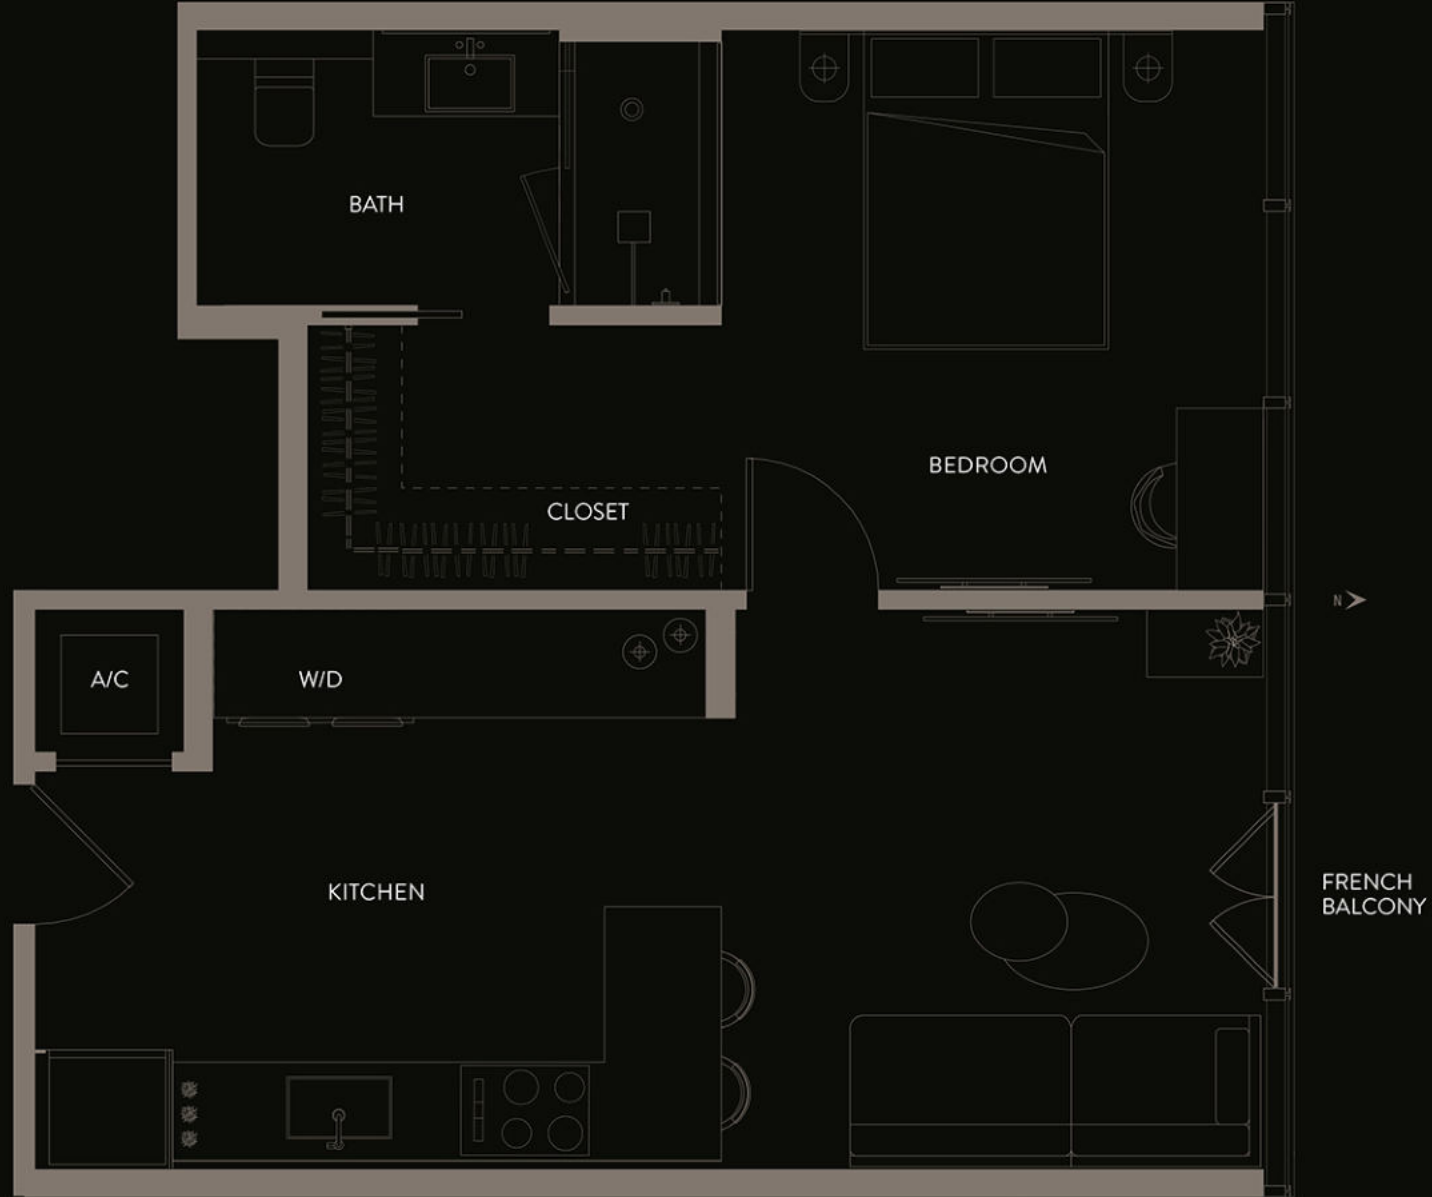 BATH
BEDROOM
CLOSET
N
A/C
W/D
KITCHEN
FRENCH
BALCONY